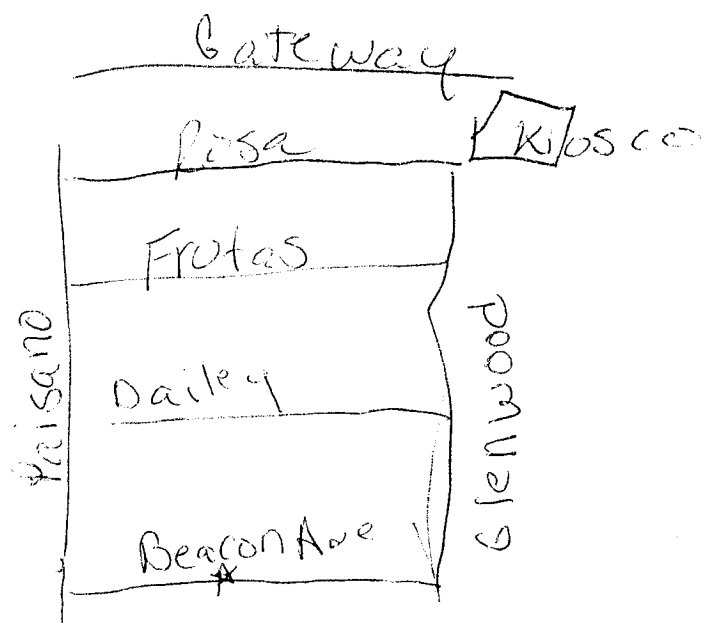 Gateway
Rosa
Kiosco
Frutas
Paisano
Glenwood
Dailey
Beacon Ave